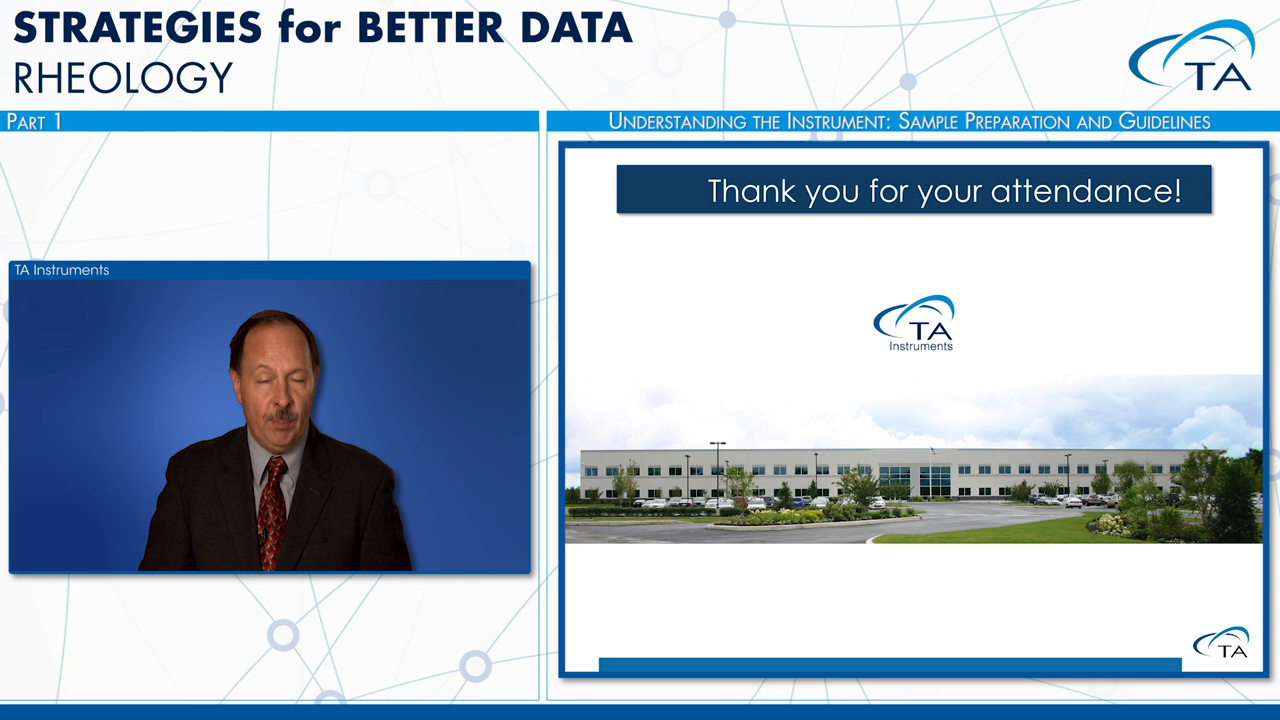 STRATEGIES for BETTER DATA
RHEOLOGY
TA
PART 1
UNDERSTANDING THE INSTRUMENT: SAMPLE PREPARATION AND GUIDELINES
TA Instruments
Thank you for your attendance!
TA
Instruments
TA